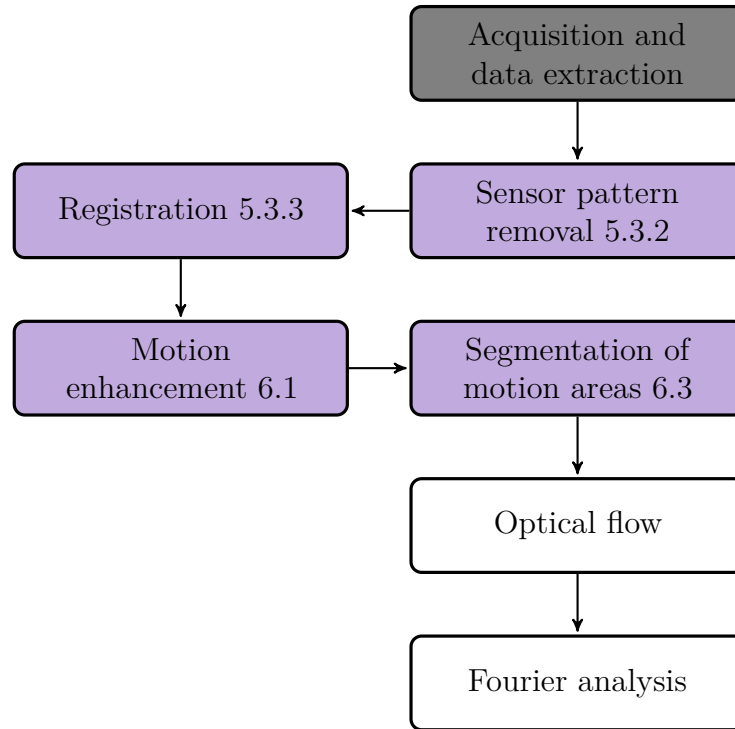 Acquisition and
data extraction
Sensor pattern
removal 5.3.2
Registration 5.3.3
Motion
enhancement 6.1
Segmentation of
motion areas 6.3
Optical flow
Fourier analysis